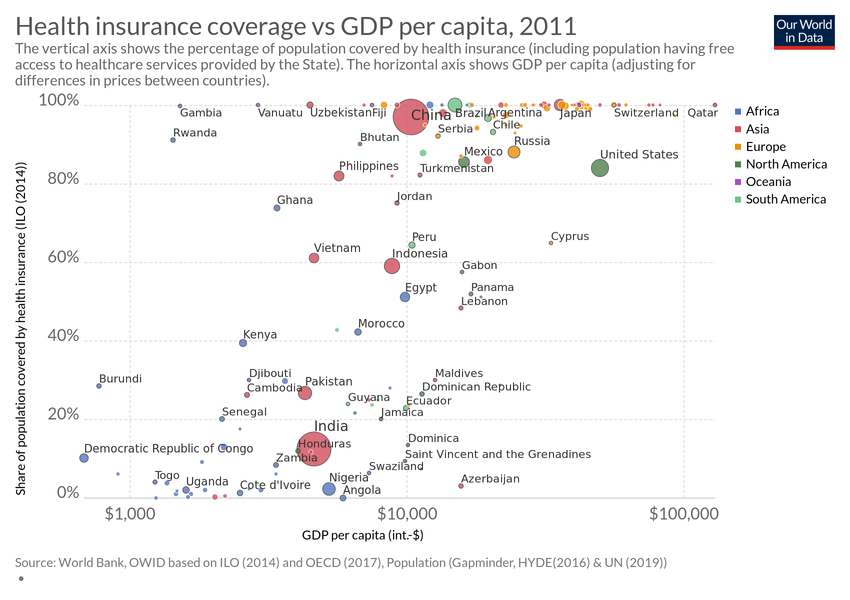 Health insurance coverage vs GDP per capita, 2011
The vertical axis shows the percentage of population covered by health insurance (including population having free
access to healthcare services provided by the State). The horizontal axis shows GDP per capita (adjusting for
differences in prices between countries).
Our World
in Data
100%
80%
60%
40%
20%
0%
Share of population covered by health insurance (ILO (2014))
Gambia
Vanuatu
Uzbekistan
Fiji
China
Brazil
Argentina
Japan
Switzerland
Qatar
Rwanda
Bhutan
Serbia
Chile
Russia
Philippines
Turkmenistan
Mexico
United States
Ghana
Jordan
Vietnam
Peru
Indonesia
Cyprus
Gabon
Egypt
Panama
Lebanon
Kenya
Morocco
Burundi
Djibouti
Cambodia
Pakistan
Maldives
Dominican Republic
Guyana
Ecuador
Senegal
Jamaica
India
Democratic Republic of Congo
Honduras
Dominica
Zambia
Saint Vincent and the Grenadines
Togo
Uganda
Swaziland
Cote d'Ivoire
Nigeria
Angola
Azerbaijan
$1,000
$10,000
$100,000
GDP per capita (int.-$)
Africa
Asia
Europe
North America
Oceania
South America
Source: World Bank, OWID based on ILO (2014) and OECD (2017), Population (Gapminder, HYDE(2016) & UN (2019))